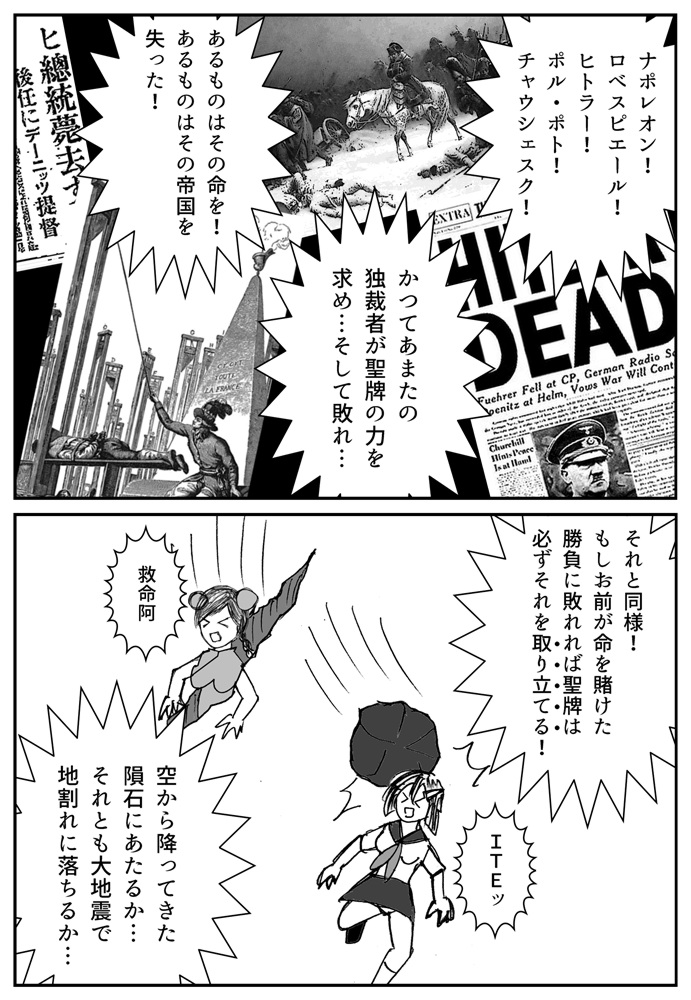 ナポレオン！
ロベスピエール！
ヒトラー！
ポル・ポト！
チャウシェスク！
あるものはその命を！
あるものはその帝国を
失った！
ヒ總統薨去す
後任にデーニッツ提督
EXTRA
DEAD
Fuehrer Fell at CP, German Radio
at Helm, Vows War Will
Churchill
Hints Peace
Is at Hand
LA FRANCE
かつてあまたの
独裁者が聖牌の力を
求め…そして敗れ…
それと同様！
もしお前が命を賭けた
勝負に敗れれば聖牌は
必ずそれを取り立てる！
救命阿
ＩＴＥッ
空から降ってきた
隕石にあたるか…
それとも大地震で
地割れに落ちるか…